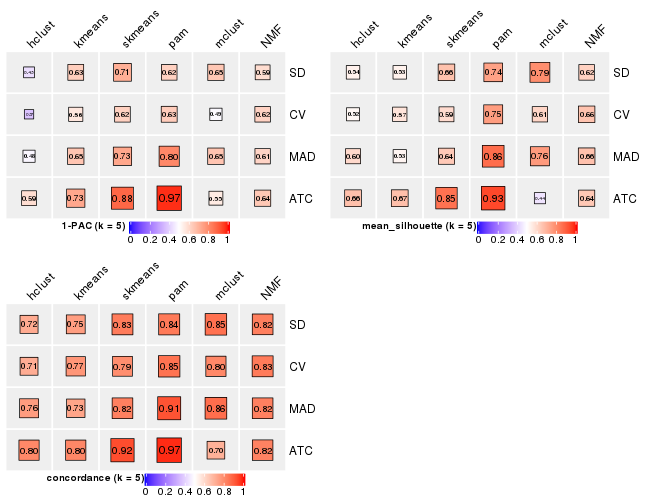 hclust kmeans skmeans pam mclust NMF
0.63 0.71 0.62 0.65 0.59 SD
0.56 0.62 0.63 0.49 0.62 CV
0.48 0.65 0.73 0.80 0.65 0.61 MAD
0.59 0.73 0.88 0.97 0.55 0.64 ATC
1-PAC (k = 5) 0 0.2 0.4 0.6 0.8 1
hclust kmeans skmeans pam mclust NMF
0.54 0.53 0.66 0.74 0.79 0.62 SD
0.52 0.57 0.59 0.75 0.61 0.66 CV
0.60 0.53 0.64 0.86 0.76 0.66 MAD
0.66 0.67 0.85 0.93 0.44 0.64 ATC
mean_silhouette (k = 5) 0 0.2 0.4 0.6 0.8 1
hclust kmeans skmeans pam mclust NMF
0.72 0.75 0.83 0.84 0.85 0.82 SD
0.71 0.77 0.79 0.85 0.80 0.83 CV
0.76 0.73 0.82 0.91 0.86 0.82 MAD
0.80 0.80 0.92 0.97 0.70 0.82 ATC
concordance (k = 5) 0 0.2 0.4 0.6 0.8 1